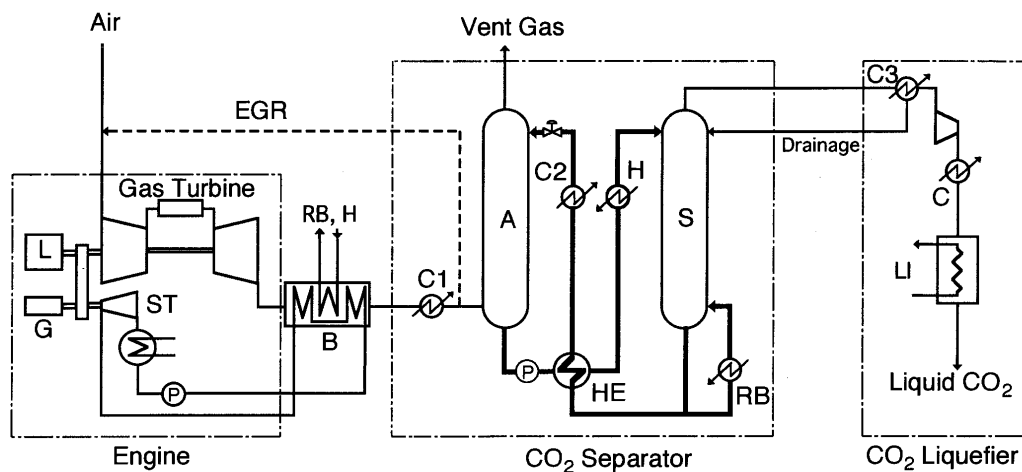 Air
Vent Gas
EGR
C3
Drainage
Gas Turbine
RB, H
C2
H
A
S
C
L
C1
LI
ST
G
B
P
P
HE
RB
Liquid CO₂
Engine
CO₂ Separator
CO₂ Liquefier